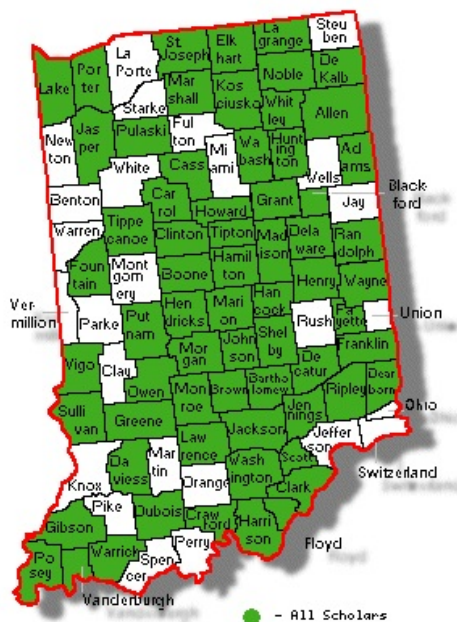 Steu
ben
La
Porte
St.
Joseph
Elk
hart
La
grange
Lake
Por
ter
Noble
De
Kalb
Starke
Mar
shall
Kos
ciusko
Whit
ley
Allen
New
ton
Jas
per
Pulaski
Ful
ton
Mi
ami
Wa
bash
Hunt
ing
ton
Wells
Ad
ams
White
Cass
Benton
Car
rol
Howard
Grant
Black-
ford
Jay
Warren
Tippe
canoe
Clinton
Tipton
Mad
ison
Dela
ware
Ran
dolph
Foun
tain
Mont
gom
ery
Boone
Hamil
ton
Henry
Wayne
Ver-
million
Parke
Put
nam
Hen
dricks
Mari
on
Han
cock
Rush
Fa
yette
Union
Vigo
Clay
Mor
gan
John
son
Shel
by
De
catur
Franklin
Owen
Mon
roe
Brown
Bartho
lomew
Ripley
Dear
born
Ohio
Sulli
van
Greene
Jen
nings
Law
rence
Jackson
Jeffer
son
Switzerland
Knox
Da
viess
Mar
tin
Orange
Wash
ington
Scott
Clark
Gibson
Pike
Dubois
Craw
ford
Harri
son
Floyd
Po
sey
Warrick
Spen
cer
Perry
Vanderburgh
- All Scholars